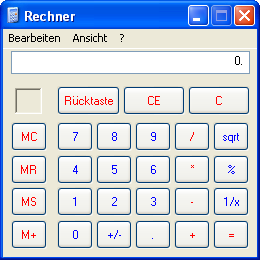 Rechner
Bearbeiten Ansicht ?
0.
Rücktaste CE C
MC 7 8 9 / sqrt
MR 4 5 6 * %
MS 1 2 3 - 1/x
M+ 0 +/- . + =